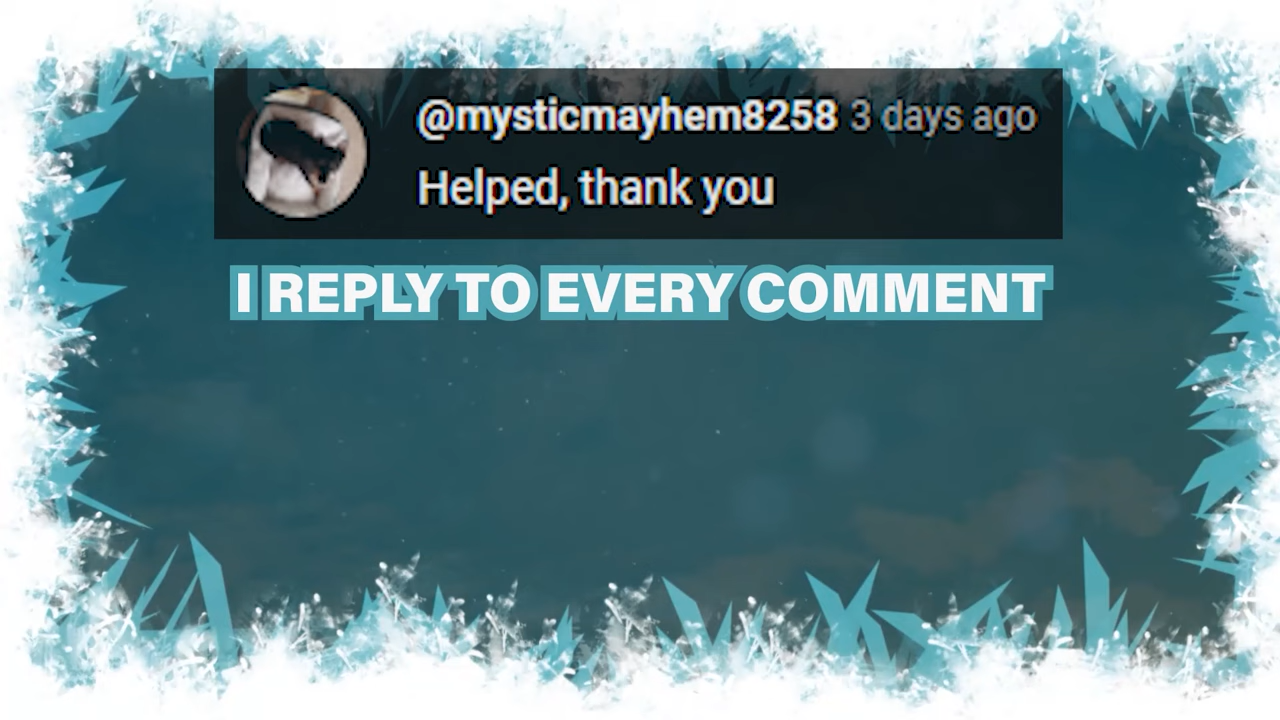 @mysticmayhem8258 3 days ago
Helped, thank you
I REPLY TO EVERY COMMENT